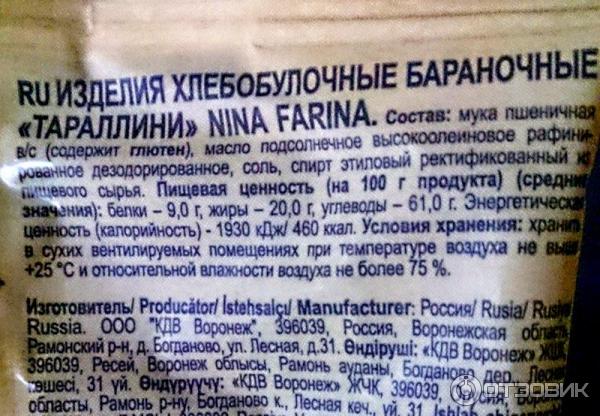 RU ИЗДЕЛИЯ ХЛЕБОБУЛОЧНЫЕ БАРАНОЧНЫЕ
«ТАРАЛЛИНИ» NINA FARINA. Состав: мука пшеничная
в/с (содержит глютен), масло подсолнечное высокоолеиновое рафини-
рованное дезодорированное, соль, спирт этиловый ректификованный из
пищевого сырья. Пищевая ценность (на 100 г продукта) (средние
значения): белки – 9,0 г, жиры – 20,0 г, углеводы – 61,0 г. Энергетическая
ценность (калорийность) - 1930 кДж/ 460 ккал. Условия хранения: хранить
в сухих вентилируемых помещениях при температуре воздуха не выше
+25 °C и относительной влажности воздуха не более 75 %.
Изготовитель/ Producător/ İstehsalçı/ Manufacturer: Россия/ Rusia/
Russia. ООО "КДВ Воронеж", 396039, Россия, Воронежская область,
Рамонский р-н, д. Богданово, ул. Лесная, д.31. Өндіруші: «КДВ Воронеж» ЖШҚ,
396039, Ресей, Воронеж облысы, Рамонь ауданы, Богданово дер., Лесная
көшесі, 31 үй. Өндүрүүчү: «КДВ Воронеж» ЖЧК, 396039,
облусу, Рамонь р-ну, Богданово к., Лесная көч., 31 үй.
ОТЗОВИК